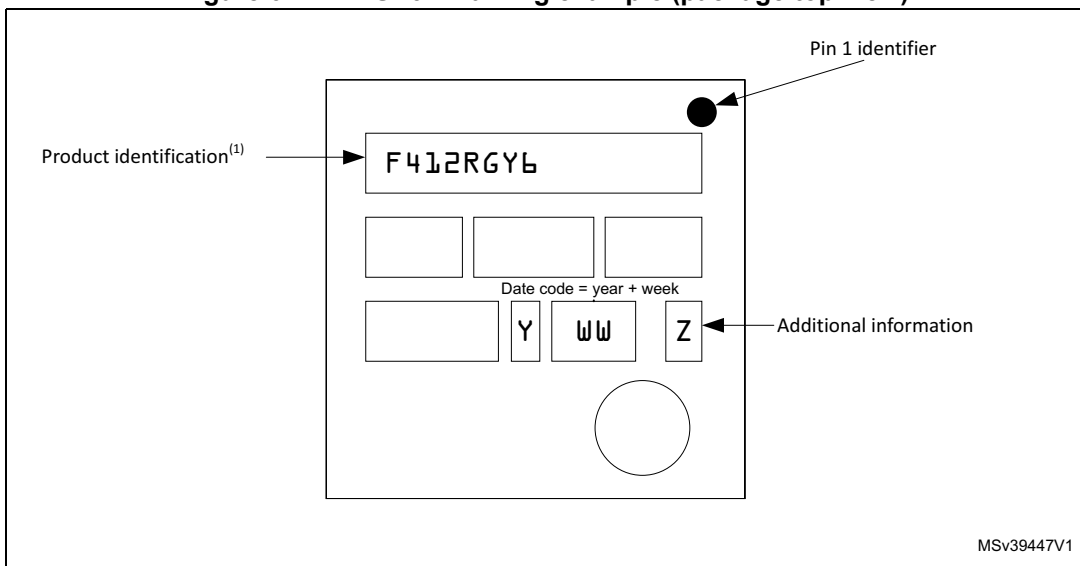 Pin 1 identifier
Product identification(1)
F412RGY6
Date code = year + week
Y WW Z
Additional information
MSv39447V1